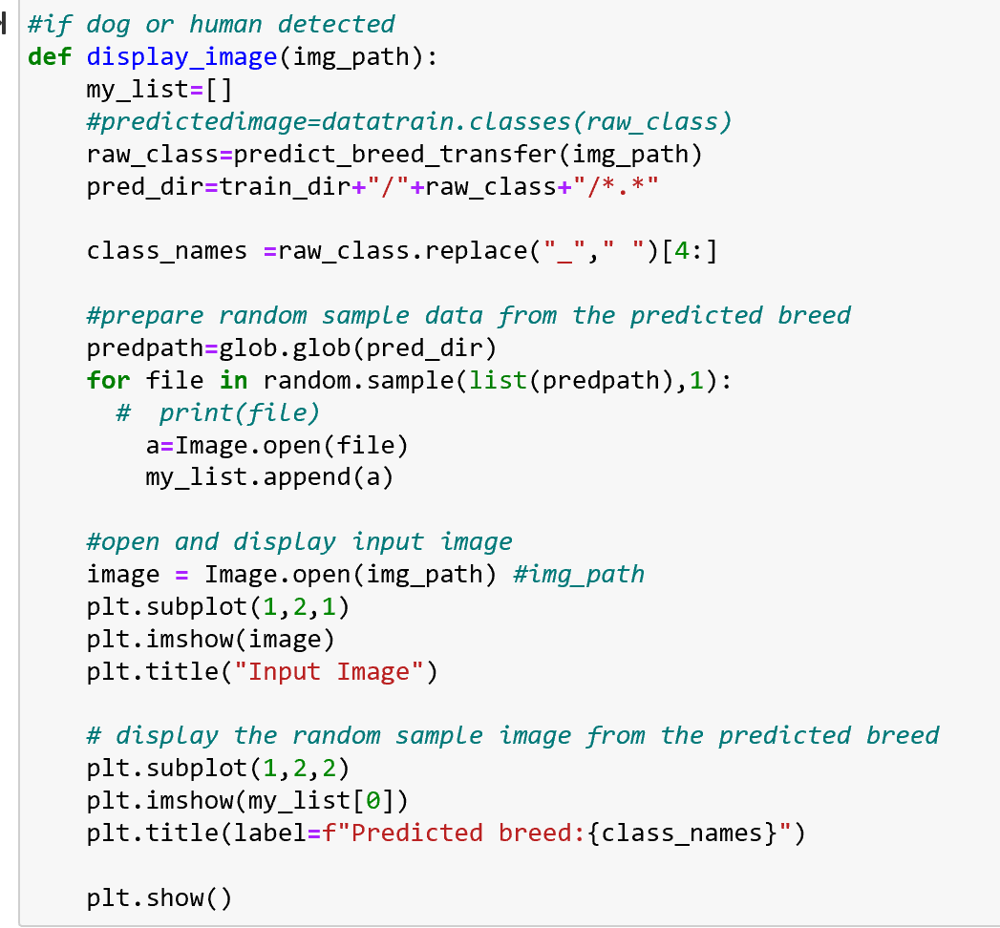 #if dog or human detected
def display_image(img_path):
    my_list=[]
    #predictedimage=datatrain.classes(raw_class)
    raw_class=predict_breed_transfer(img_path)
    pred_dir=train_dir+"/"+raw_class+"/*.*"

    class_names =raw_class.replace("_"," ")[4:]

    #prepare random sample data from the predicted breed
    predpath=glob.glob(pred_dir)
    for file in random.sample(list(predpath),1):
      #  print(file)
        a=Image.open(file)
        my_list.append(a)

    #open and display input image
    image = Image.open(img_path) #img_path
    plt.subplot(1,2,1)
    plt.imshow(image)
    plt.title("Input Image")

    # display the random sample image from the predicted breed
    plt.subplot(1,2,2)
    plt.imshow(my_list[0])
    plt.title(label=f"Predicted breed:{class_names}")

    plt.show()